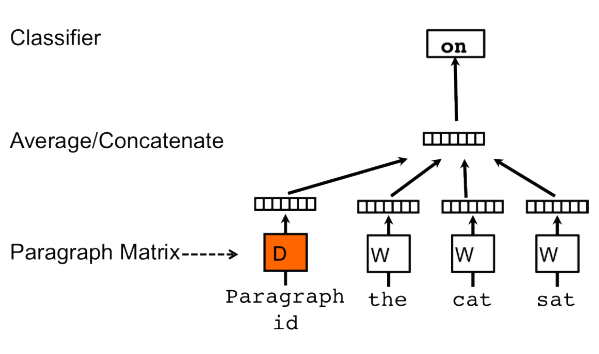 Classifier
on
Average/Concatenate
Paragraph Matrix
D
W
W
W
Paragraph
id
the
cat
sat